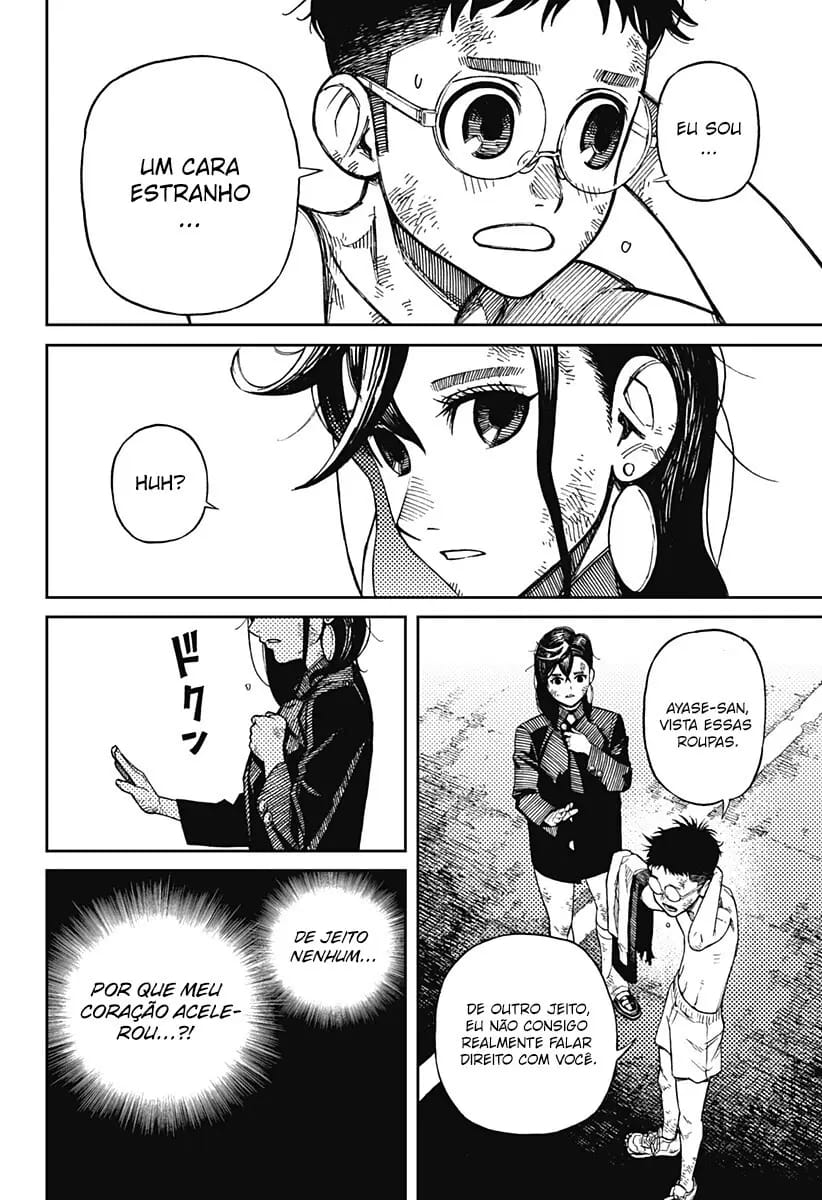 EU SOU
...
UM CARA
ESTRANHO
...
HUH?
AYASE-SAN,
VISTA ESSAS
ROUPAS.
DE OUTRO JEITO,
EU NÃO CONSIGO
REALMENTE FALAR
DIREITO COM VOCÊ.
ドクン
DE JEITO
NENHUM...
POR QUE MEU
CORAÇÃO ACELE-
ROU...?!